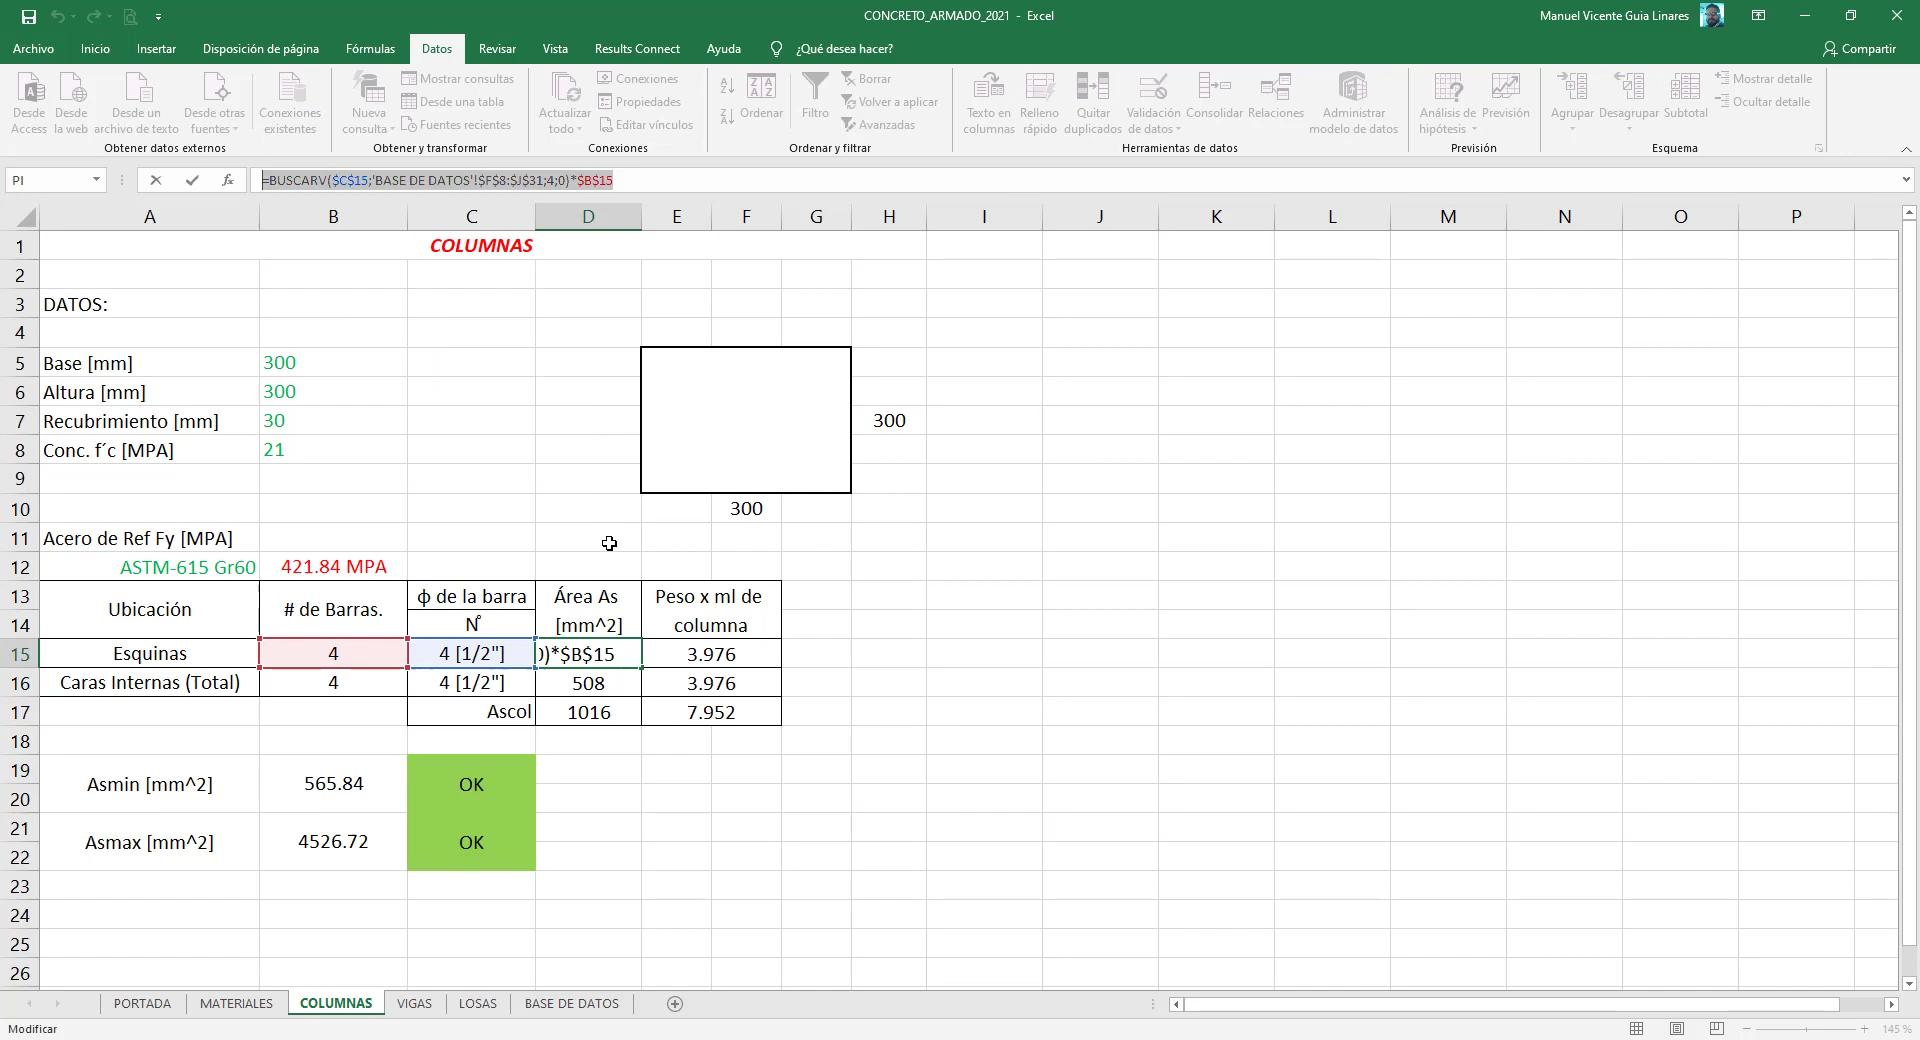 CONCRETO_ARMADO_2021 - Excel
Manuel Vicente Guia Linares
Archivo Inicio Insertar Disposición de página Fórmulas Datos Revisar Vista Results Connect Ayuda ¿Qué desea hacer? Compartir
Desde Access
Desde la web
Desde un archivo de texto
Desde otras fuentes
Conexiones existentes
Obtener datos externos
Nueva consulta
Mostrar consultas
Desde una tabla
Fuentes recientes
Obtener y transformar
Actualizar todo
Conexiones
Propiedades
Editar vínculos
Conexiones
Ordenar
Filtro
Borrar
Volver a aplicar
Avanzadas
Ordenar y filtrar
Texto en columnas
Relleno rápido
Quitar duplicados
Validación de datos
Consolidar
Relaciones
Administrar modelo de datos
Herramientas de datos
Análisis de hipótesis
Previsión
Previsión
Agrupar
Desagrupar
Subtotal
Mostrar detalle
Ocultar detalle
Esquema
PI fx =BUSCARV($C$15;'BASE DE DATOS'!$F$8:$J$31;4;0)*$B$15
A B C D E F G H I J K L M N O P
1 COLUMNAS
2
3 DATOS:
4
5 Base [mm] 300
6 Altura [mm] 300
7 Recubrimiento [mm] 30 300
8 Conc. f´c [MPA] 21
9
10 300
11 Acero de Ref Fy [MPA]
12 ASTM-615 Gr60 421.84 MPA
13 Ubicación # de Barras. ф de la barra Área As Peso x ml de
14 N° [mm^2] columna
15 Esquinas 4 4 [1/2"] 0)*$B$15 3.976
16 Caras Internas (Total) 4 4 [1/2"] 508 3.976
17 Ascol 1016 7.952
18
19
Asmin [mm^2] 565.84 OK
20
21
Asmax [mm^2] 4526.72 OK
22
23
24
25
26
PORTADA MATERIALES COLUMNAS VIGAS LOSAS BASE DE DATOS
Modificar 145 %